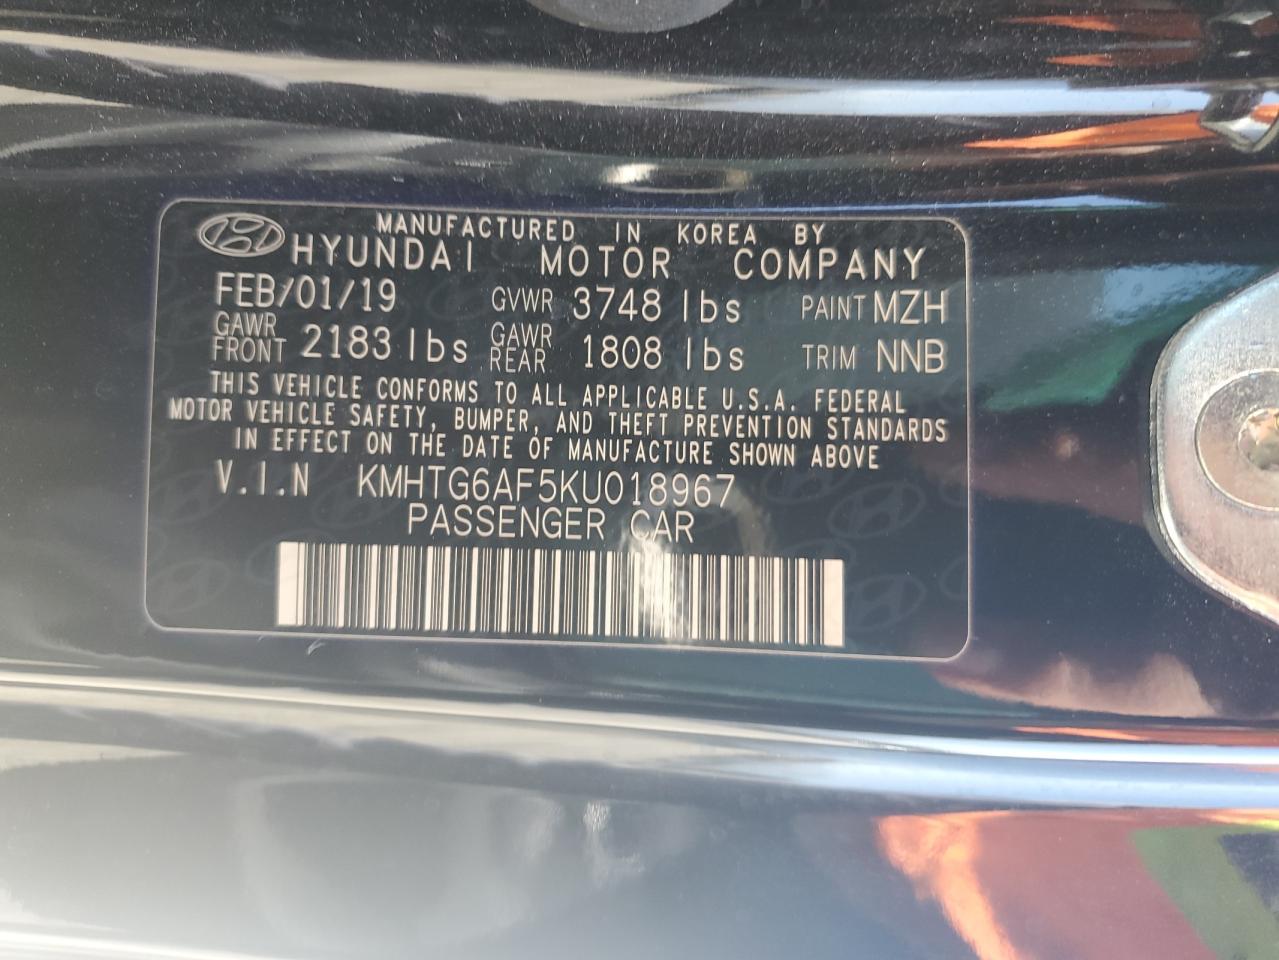 MANUFACTURED IN KOREA BY
HYUNDAI MOTOR COMPANY
FEB/01/19 GVWR 3748 lbs PAINT MZH
GAWR FRONT 2183 lbs GAWR REAR 1808 lbs TRIM NNB
THIS VEHICLE CONFORMS TO ALL APPLICABLE U.S.A. FEDERAL
MOTOR VEHICLE SAFETY, BUMPER, AND THEFT PREVENTION STANDARDS
IN EFFECT ON THE DATE OF MANUFACTURE SHOWN ABOVE
V.I.N KMHTG6AF5KU018967
PASSENGER CAR